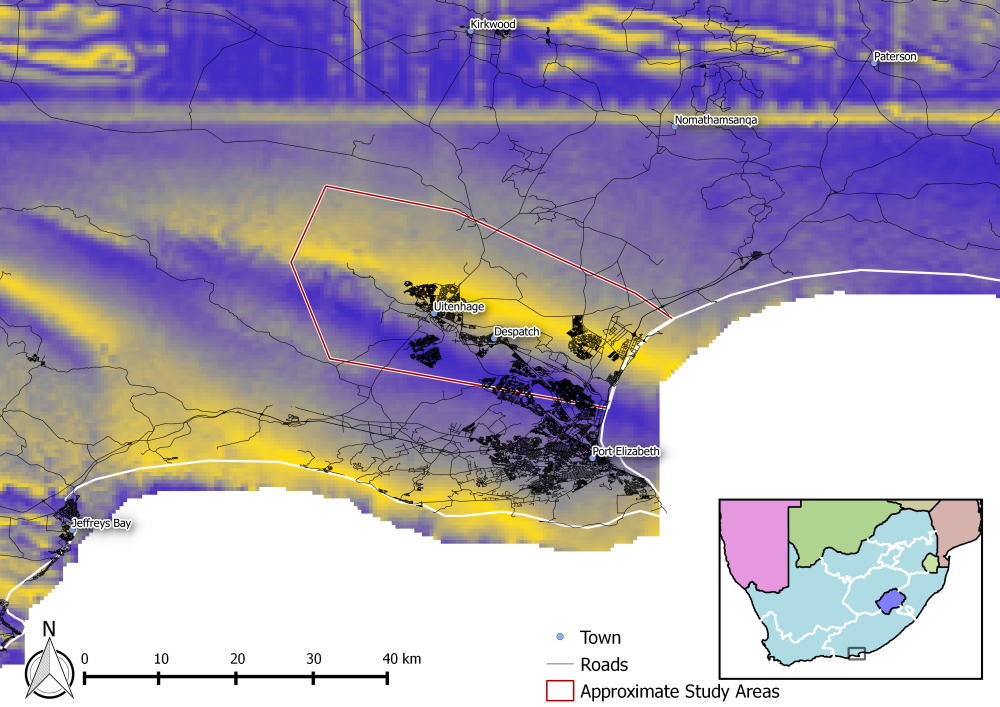 Kirkwood
Paterson
Nomathamsanqa
Uitenhage
Despatch
Port Elizabeth
Jeffreys Bay
N
0 10 20 30 40 km
Town
Roads
Approximate Study Areas